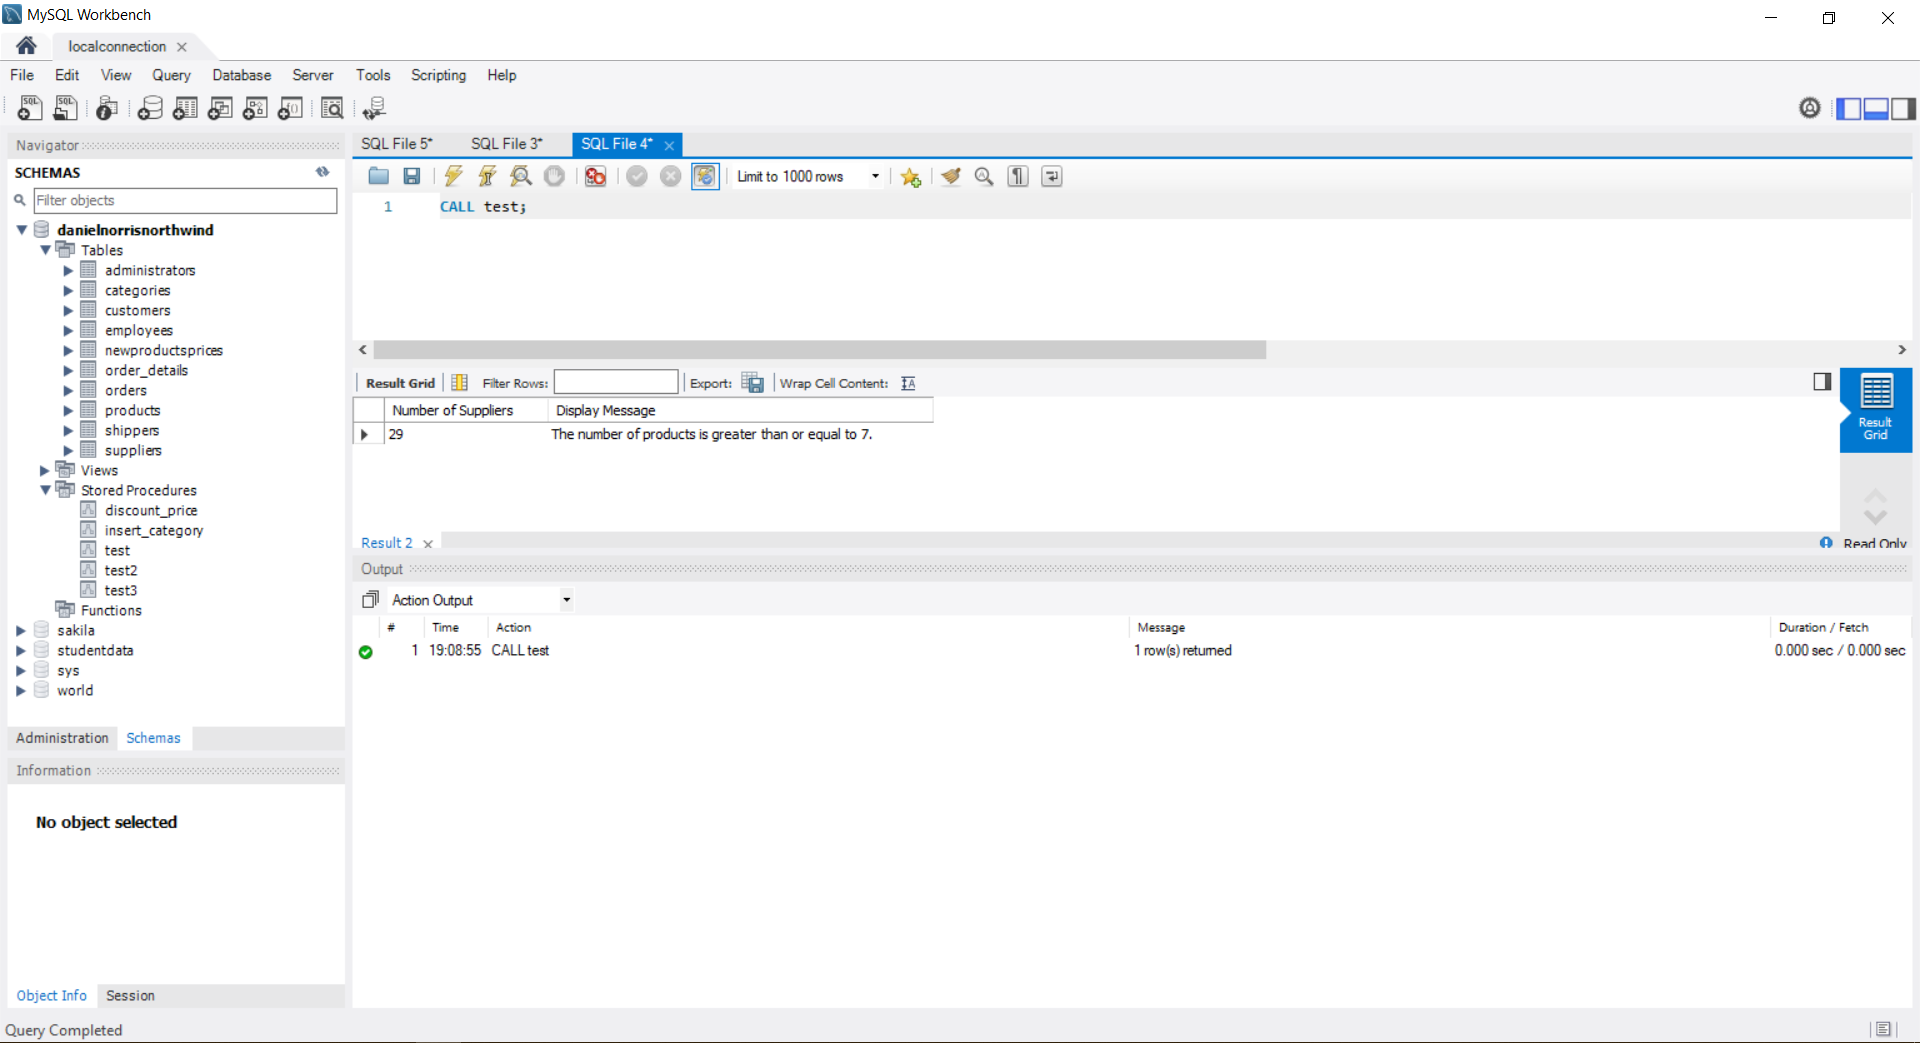 MySQL Workbench
localconnection
File Edit View Query Database Server Tools Scripting Help
Navigator
SCHEMAS
Filter objects
danielnorrisnorthwind
Tables
administrators
categories
customers
employees
newproductsprices
order_details
orders
products
shippers
suppliers
Views
Stored Procedures
discount_price
insert_category
test
test2
test3
Functions
sakila
studentdata
sys
world
Administration Schemas
Information
No object selected
Object Info Session
SQL File 5* SQL File 3* SQL File 4*
Limit to 1000 rows
1 CALL test;
Result Grid Filter Rows: Export: Wrap Cell Content:
Number of Suppliers Display Message
29 The number of products is greater than or equal to 7.
Result
Grid
Result 2 Read Only
Output
Action Output
# Time Action Message Duration / Fetch
1 19:08:55 CALL test 1 row(s) returned 0.000 sec / 0.000 sec
Query Completed